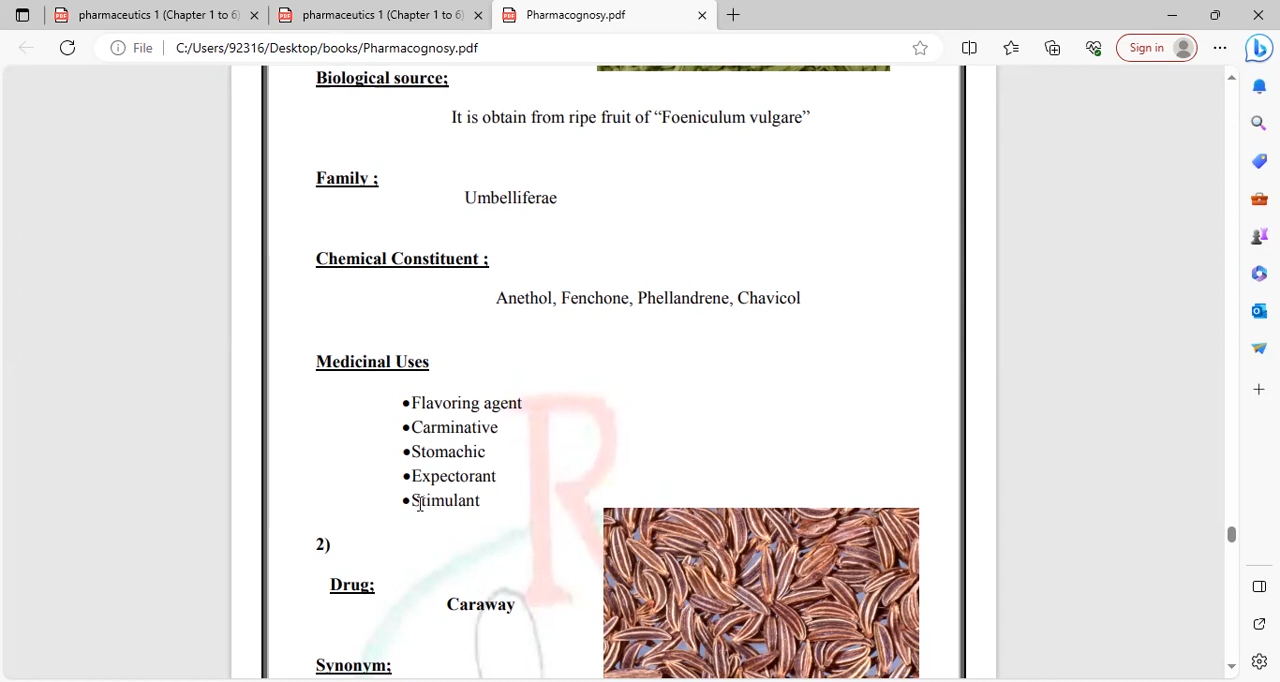 pharmaceutics 1 (Chapter 1 to 6)
pharmaceutics 1 (Chapter 1 to 6)
Pharmacognosy.pdf
File
C:/Users/92316/Desktop/books/Pharmacognosy.pdf
Sign in
Biological source;
It is obtain from ripe fruit of “Foeniculum vulgare”
Family ;
Umbelliferae
Chemical Constituent ;
Anethol, Fenchone, Phellandrene, Chavicol
Medicinal Uses
•Flavoring agent
•Carminative
•Stomachic
•Expectorant
•Stimulant
2)
Drug;
Caraway
Synonym;
R